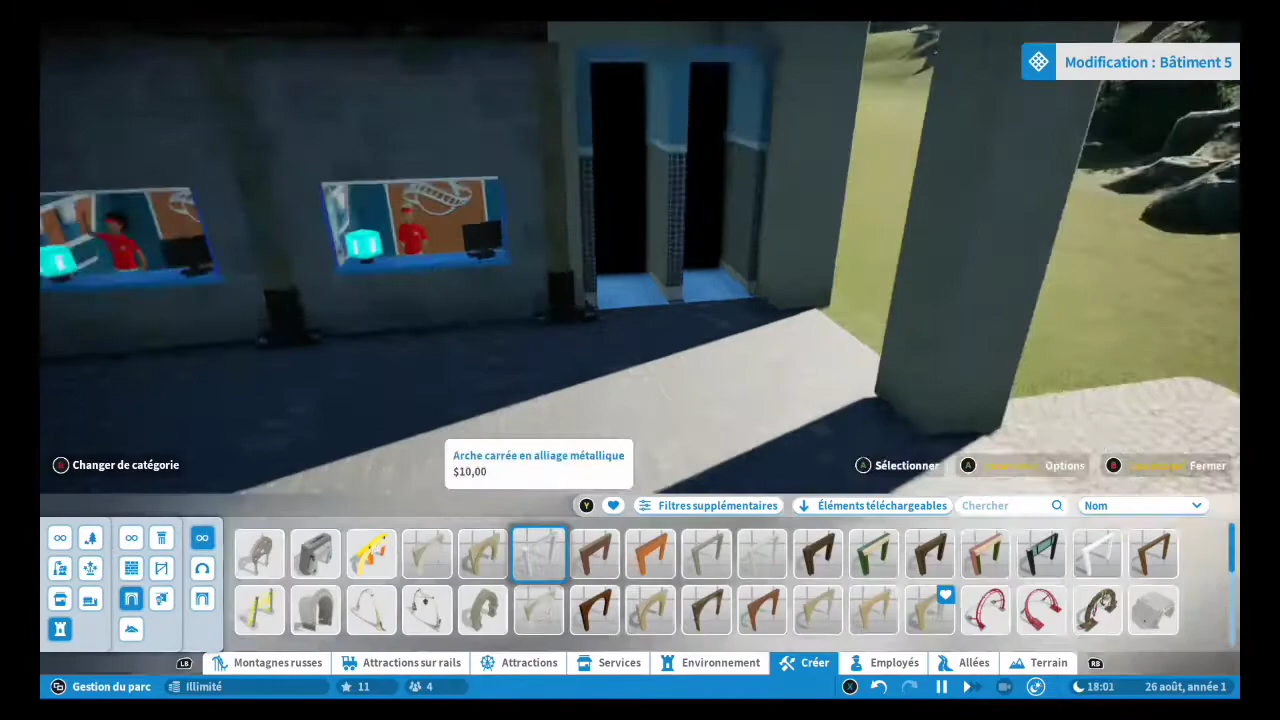 Modification : Bâtiment 5
Arche carrée en alliage métallique
$10,00
Changer de catégorie
A Sélectionner
A Options
B Fermer
Y Filtres supplémentaires
Éléments téléchargeables
Chercher
Nom
LB Montagnes russes
Attractions sur rails
Attractions
Services
Environnement
Créer
Employés
Allées
Terrain RB
Gestion du parc
Illimité
11
4
X
18:01
26 août, année 1